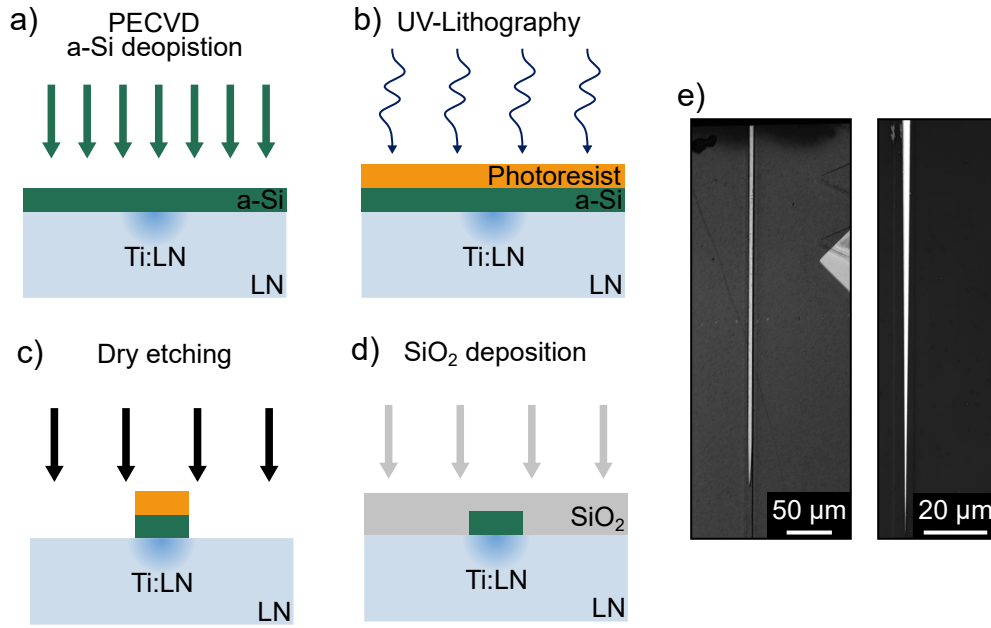 a)
PECVD
a-Si deopistion
a-Si
Ti:LN
LN
b)
UV-Lithography
Photoresist
a-Si
Ti:LN
LN
c)
Dry etching
Ti:LN
LN
d)
SiO₂ deposition
SiO₂
Ti:LN
LN
e)
50 µm
20 µm